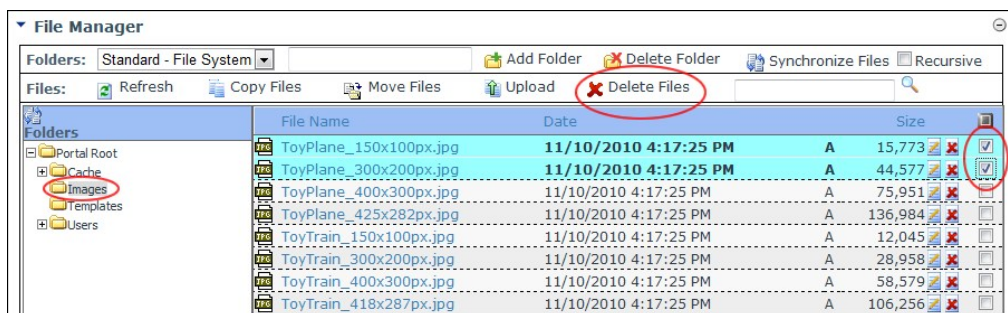 File Manager
Folders: Standard - File System Add Folder Delete Folder Synchronize Files Recursive
Files: Refresh Copy Files Move Files Upload Delete Files
Folders File Name Date Size
Portal Root
Cache
Images
Templates
Users
ToyPlane_150x100px.jpg 11/10/2010 4:17:25 PM A 15,773
ToyPlane_300x200px.jpg 11/10/2010 4:17:25 PM A 44,577
ToyPlane_400x300px.jpg 11/10/2010 4:17:25 PM A 75,951
ToyPlane_425x282px.jpg 11/10/2010 4:17:25 PM A 136,984
ToyTrain_150x100px.jpg 11/10/2010 4:17:25 PM A 12,045
ToyTrain_300x200px.jpg 11/10/2010 4:17:25 PM A 28,958
ToyTrain_400x300px.jpg 11/10/2010 4:17:25 PM A 58,579
ToyTrain_418x287px.jpg 11/10/2010 4:17:25 PM A 106,256